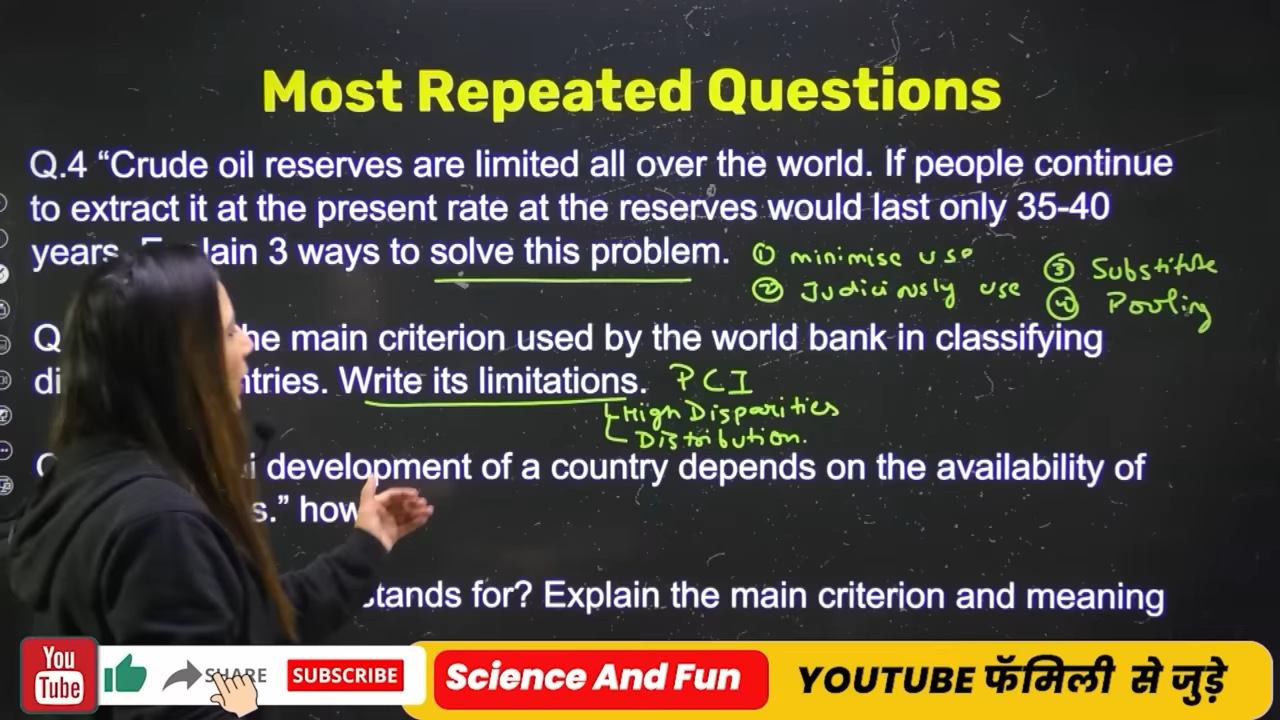 Most Repeated Questions
Q.4 “Crude oil reserves are limited all over the world. If people continue
to extract it at the present rate at the reserves would last only 35-40
years. 3 ways to solve this problem.
① minimise use
② Judiciously use
③ Substitute
④ Pooling
main criterion used by the world bank in classifying
Write its limitations. PCI
High Disparities
Distribution.
development of a country depends on the availability of
how
stands for? Explain the main criterion and meaning
You
Tube
SHARE
SUBSCRIBE
Science And Fun
YOUTUBE फॅमिली से जुड़े